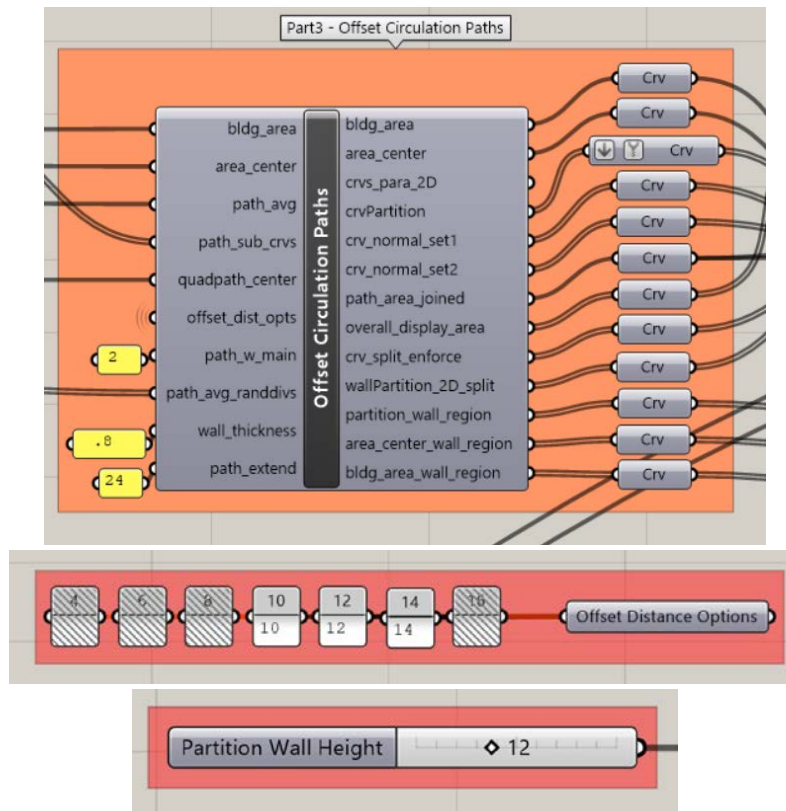 Part3 - Offset Circulation Paths
bldg_area
area_center
path_avg
path_sub_crvs
quadpath_center
offset_dist_opts
path_w_main
path_avg_randdivs
wall_thickness
path_extend
2
.8
24
Offset Circulation Paths
bldg_area
area_center
crvs_para_2D
crvPartition
crv_normal_set1
crv_normal_set2
path_area_joined
overall_display_area
crv_split_enforce
wallPartition_2D_split
partition_wall_region
area_center_wall_region
bldg_area_wall_region
Crv
Crv
Crv
Crv
Crv
Crv
Crv
Crv
Crv
Crv
Crv
Crv
4 6 8 10 12 14 16
10 12 14
Offset Distance Options
Partition Wall Height 12